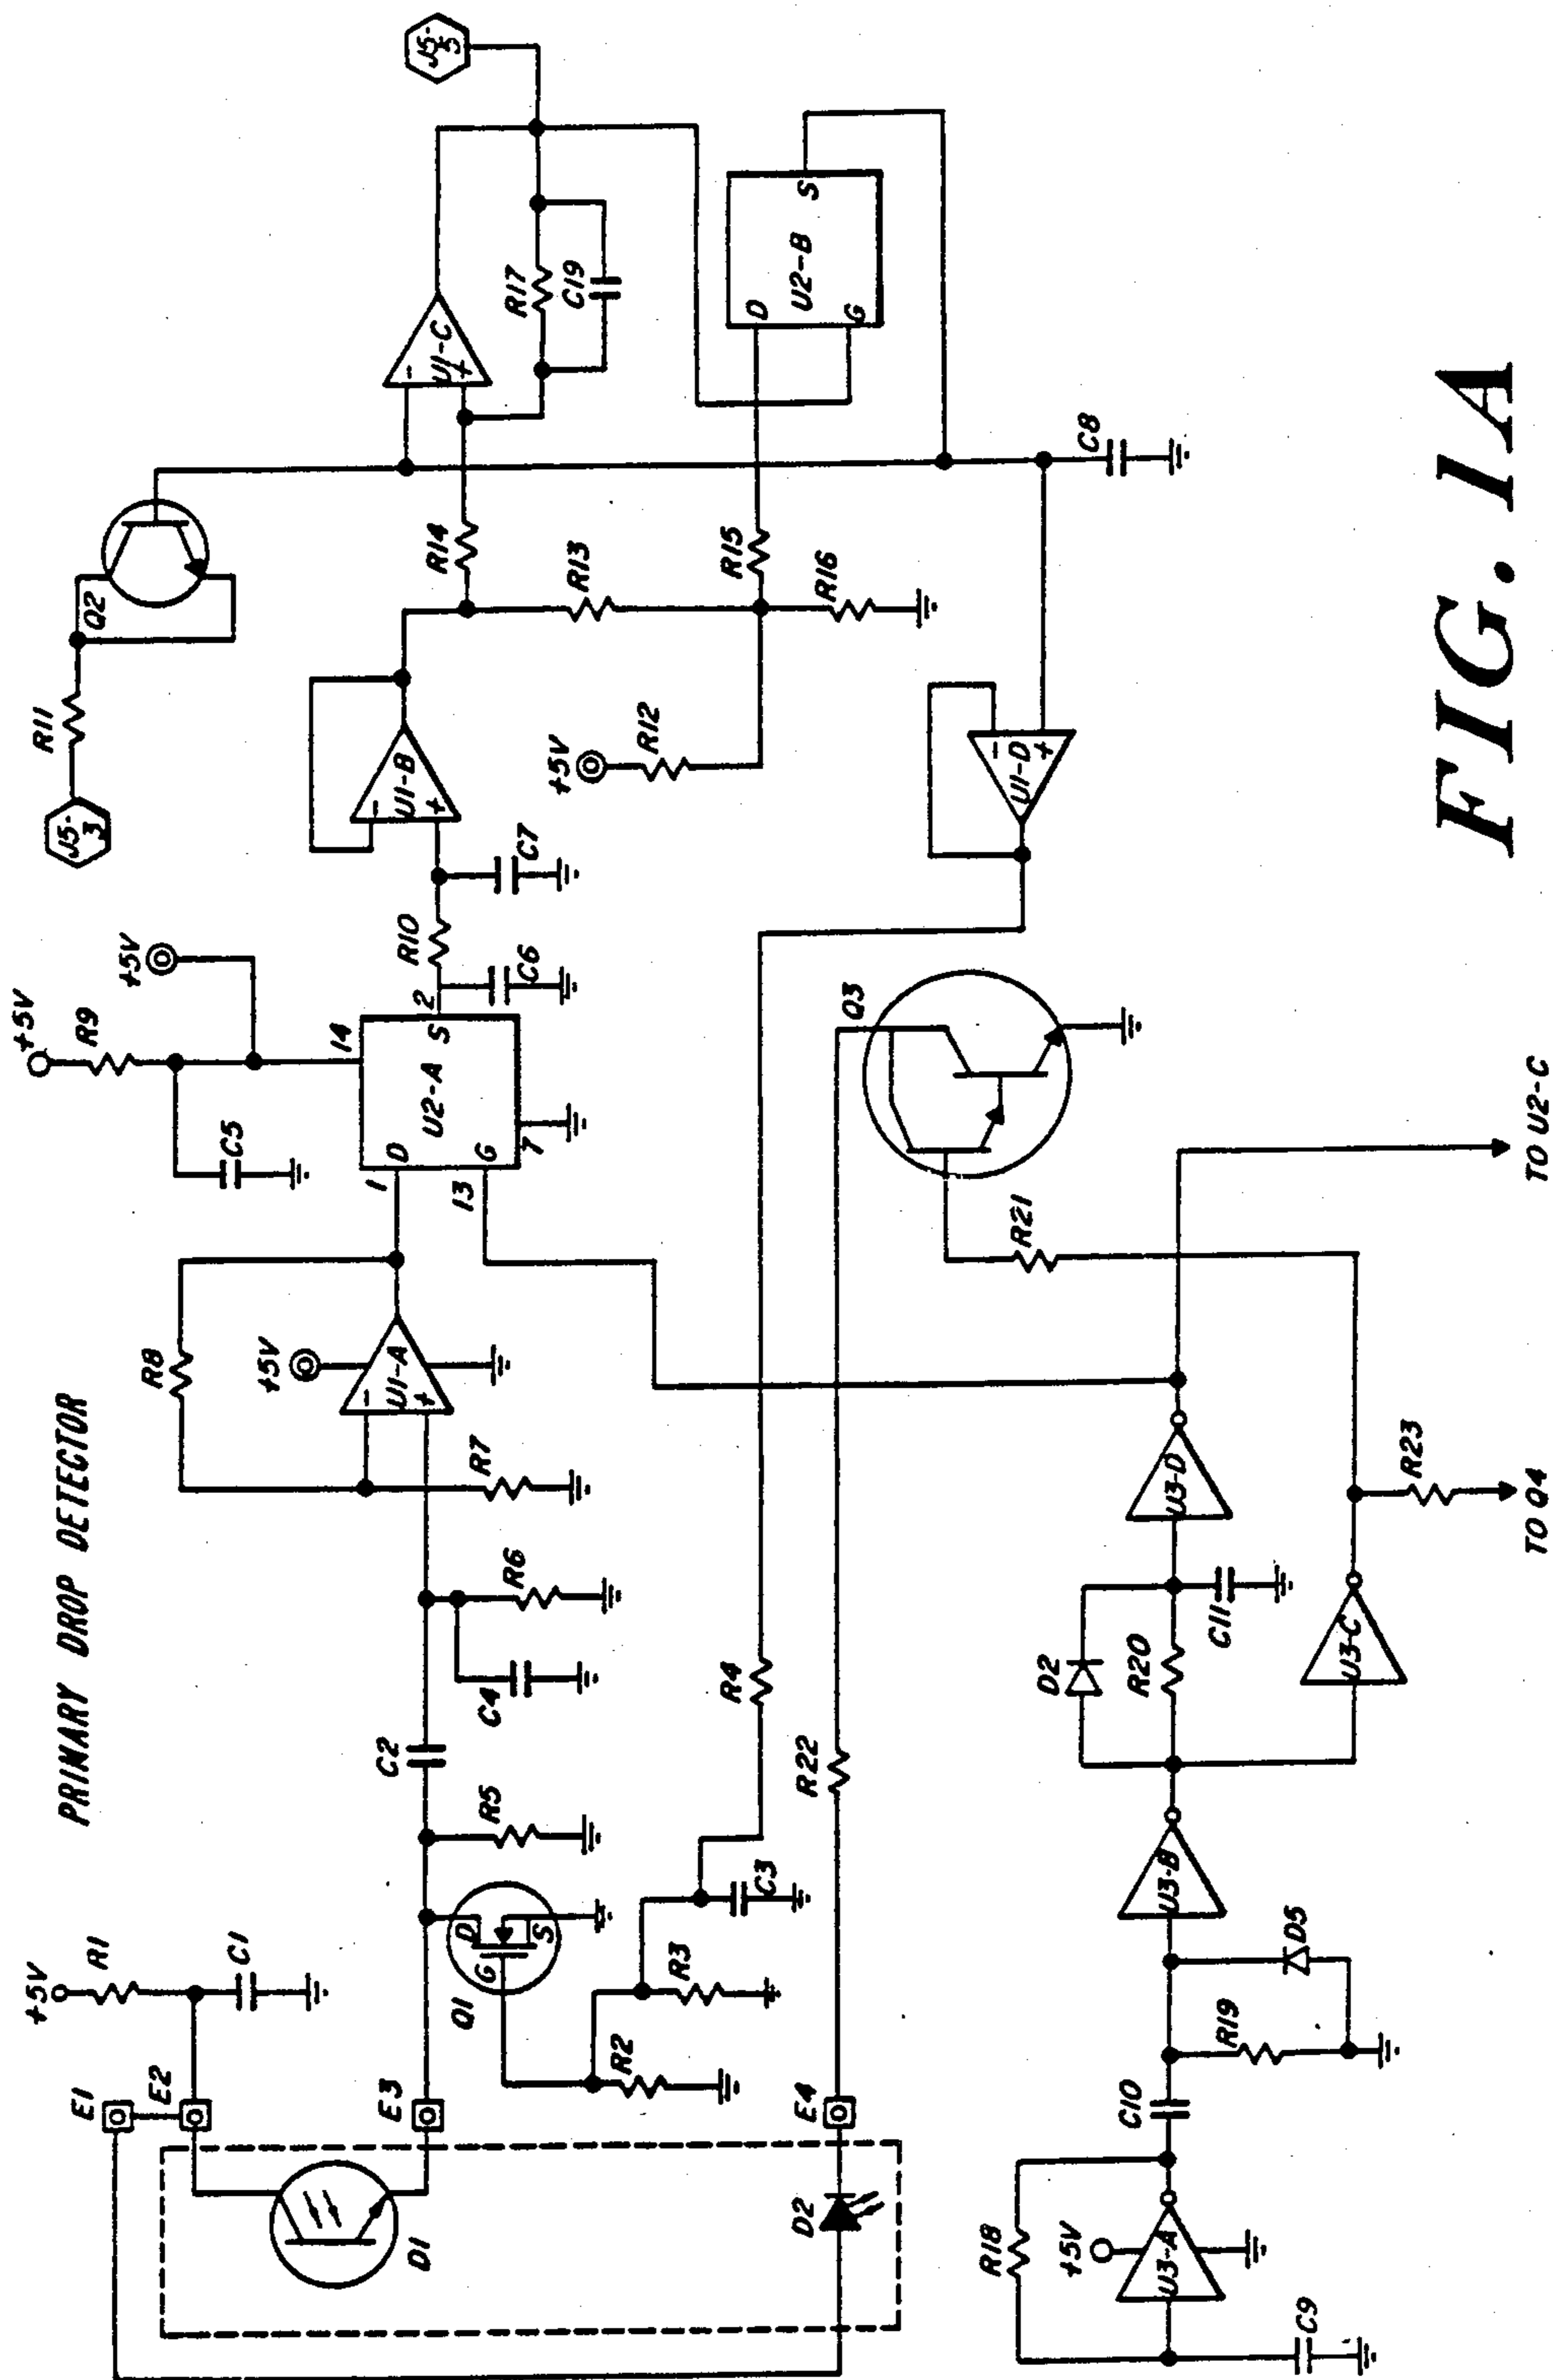 PRIMARY DROP DETECTOR
E1
E2
+5V
R1
C1
D1
E3
Q1
D
G
S
R5
C2
C4
R6
R7
R8
+5V
-
U1-A
+
1
D
13
G
U2-A
14
S
2
7
C5
R9
+5V
+5V
R10
C6
C7
-
U1-B
+
J5-
3
R11
Q2
R14
R13
+5V
R12
R15
R16
-
U1-C
+
R17
C19
J5-
5
D
G
U2-B
S
C8
-
U1-D
+
R2
R3
C3
R4
D2
E4
R22
Q3
R21
R18
+5V
U3-A
C9
C10
R19
D5
U3-B
D2
R20
C11
U3-D
U3-C
R23
TO Q4
TO U2-C
FIG. 1A